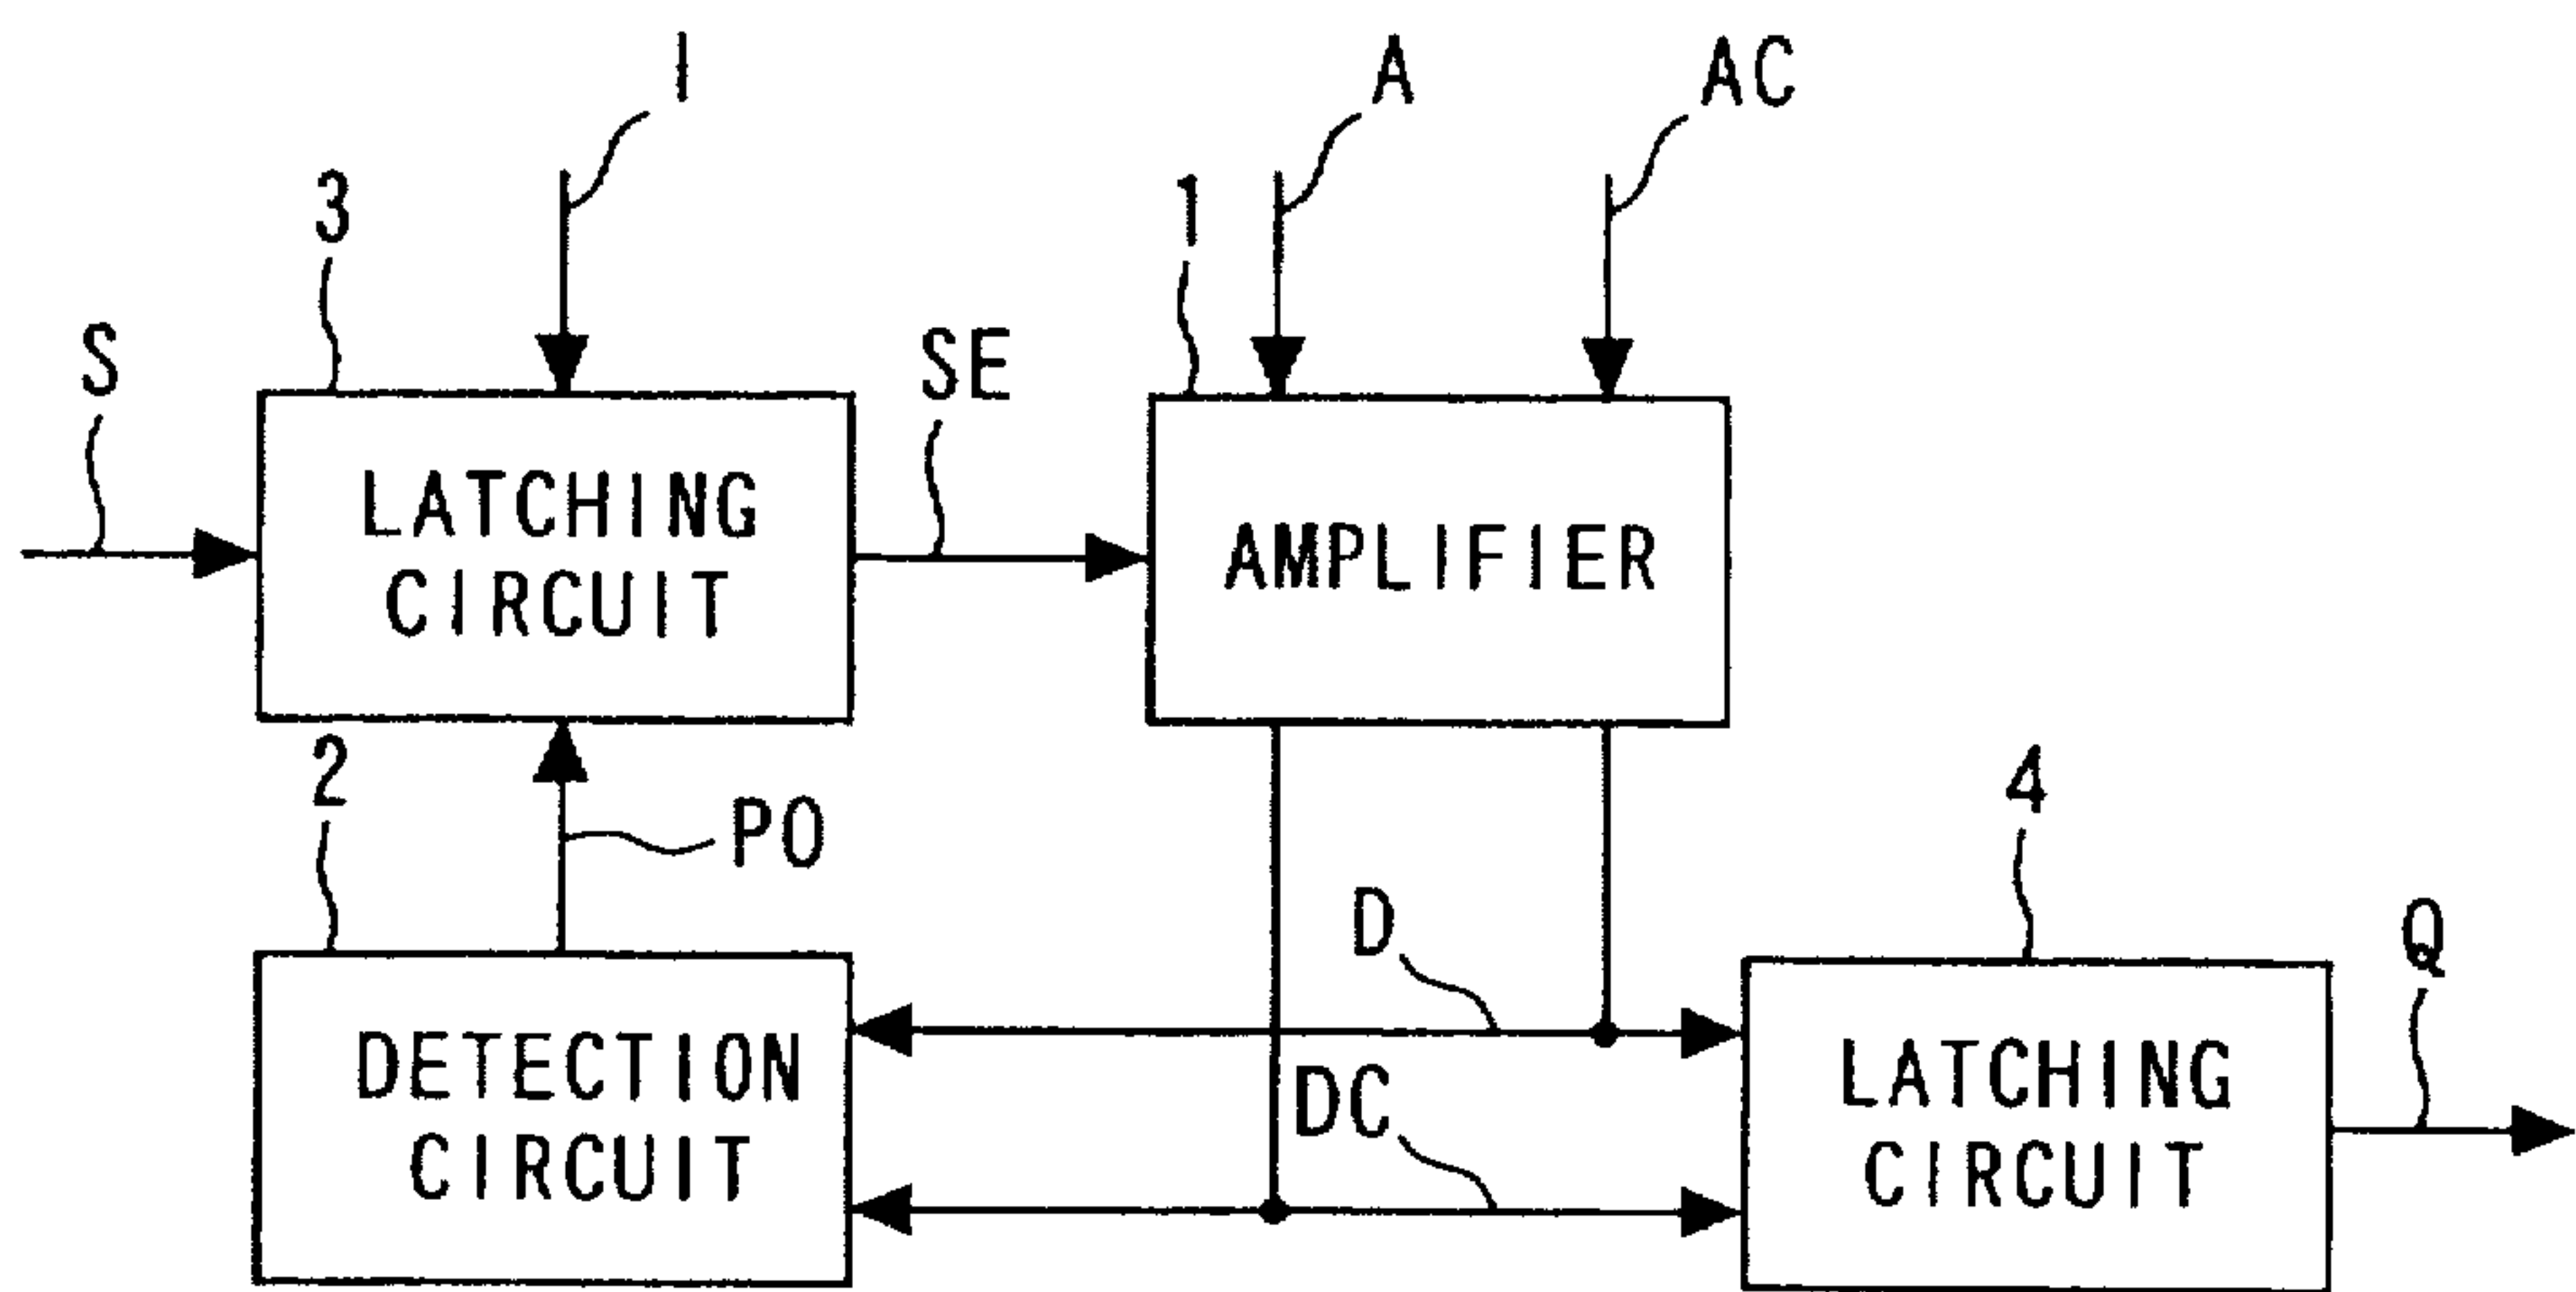 I
A
AC
3
1
S
SE
LATCHING
CIRCUIT
AMPLIFIER
2
PO
4
D
Q
DETECTION
CIRCUIT
DC
LATCHING
CIRCUIT